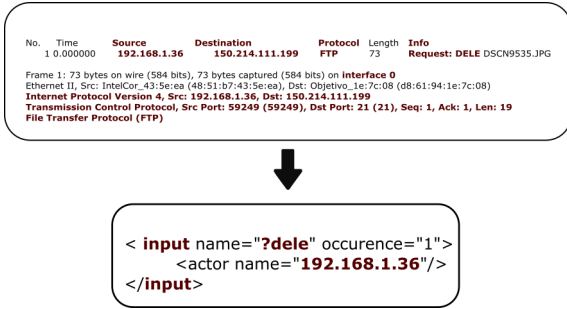 No. Time Source Destination Protocol Length Info
1 0.000000 192.168.1.36 150.214.111.199 FTP 73 Request: DELE DSCN9535.JPG
Frame 1: 73 bytes on wire (584 bits), 73 bytes captured (584 bits) on interface 0
Ethernet II, Src: IntelCor_43:5e:ea (48:51:b7:43:5e:ea), Dst: Objetivo_1e:7c:08 (d8:61:94:1e:7c:08)
Internet Protocol Version 4, Src: 192.168.1.36, Dst: 150.214.111.199
Transmission Control Protocol, Src Port: 59249 (59249), Dst Port: 21 (21), Seq: 1, Ack: 1, Len: 19
File Transfer Protocol (FTP)
< input name="?dele" occurence="1">
<actor name="192.168.1.36"/>
</input>